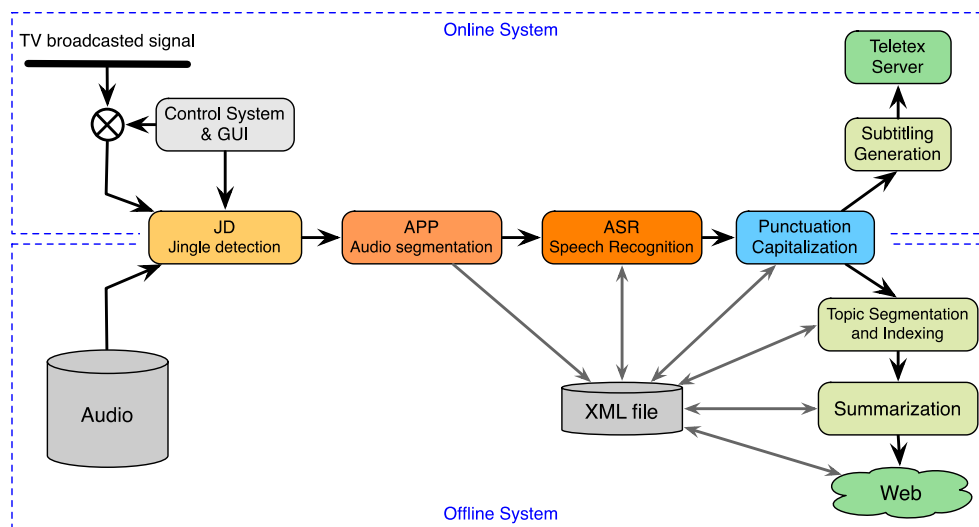 Online System
TV broadcasted signal
Teletex
Server
Control System
& GUI
Subtitling
Generation
JD
Jingle detection
APP
Audio segmentation
ASR
Speech Recognition
Punctuation
Capitalization
Topic Segmentation
and Indexing
Audio
XML file
Summarization
Web
Offline System